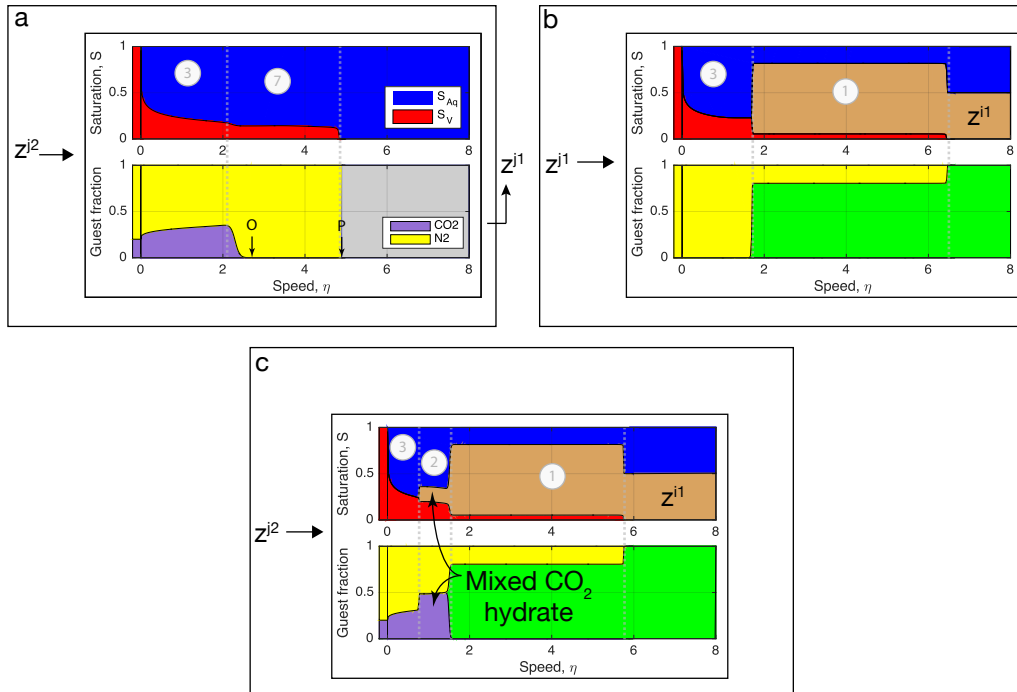 a
Saturation, S
1
0.5
0
3
7
S_Aq
S_V
0 2 4 6 8
z^{j2}
z^{j1}
Guest fraction
1
0.5
0
O
P
CO2
N2
0 2 4 6 8
Speed, η
b
Saturation, S
1
0.5
0
3
1
z^{i1}
0 2 4 6 8
z^{j1}
Guest fraction
1
0.5
0
0 2 4 6 8
Speed, η
c
Saturation, S
1
0.5
0
3
2
1
z^{i1}
0 2 4 6 8
z^{j2}
Guest fraction
1
0.5
0
Mixed CO₂
hydrate
0 2 4 6 8
Speed, η